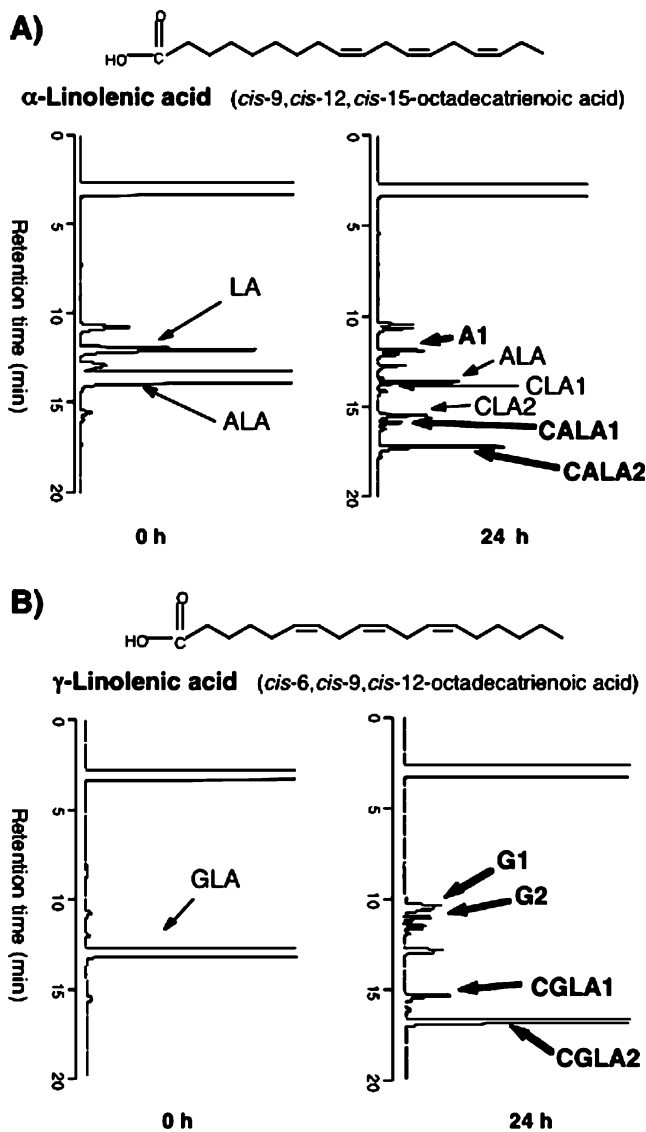 A)
O
HO C
α-Linolenic acid (cis-9,cis-12,cis-15-octadecatrienoic acid)
Retention time (min)
0
5
10
15
20
LA
ALA
0 h
0
5
10
15
20
A1
ALA
CLA1
CLA2
CALA1
CALA2
24 h
B)
O
HO C
γ-Linolenic acid (cis-6,cis-9,cis-12-octadecatrienoic acid)
Retention time (min)
0
5
10
15
20
GLA
0 h
0
5
10
15
20
G1
G2
CGLA1
CGLA2
24 h